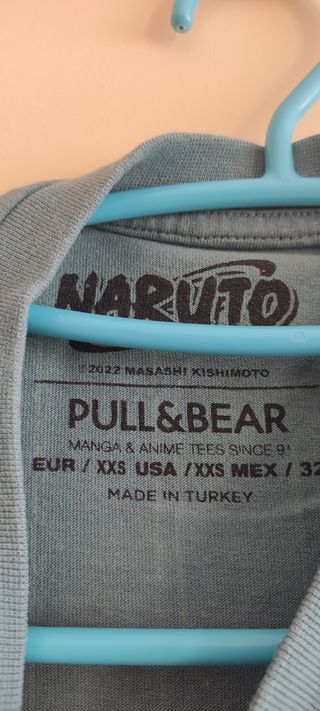 NARUTO
©2022 MASASHI KISHIMOTO
PULL&BEAR
MANGA & ANIME TEES SINCE 91
EUR / XXS USA / XXS MEX / 32
MADE IN TURKEY